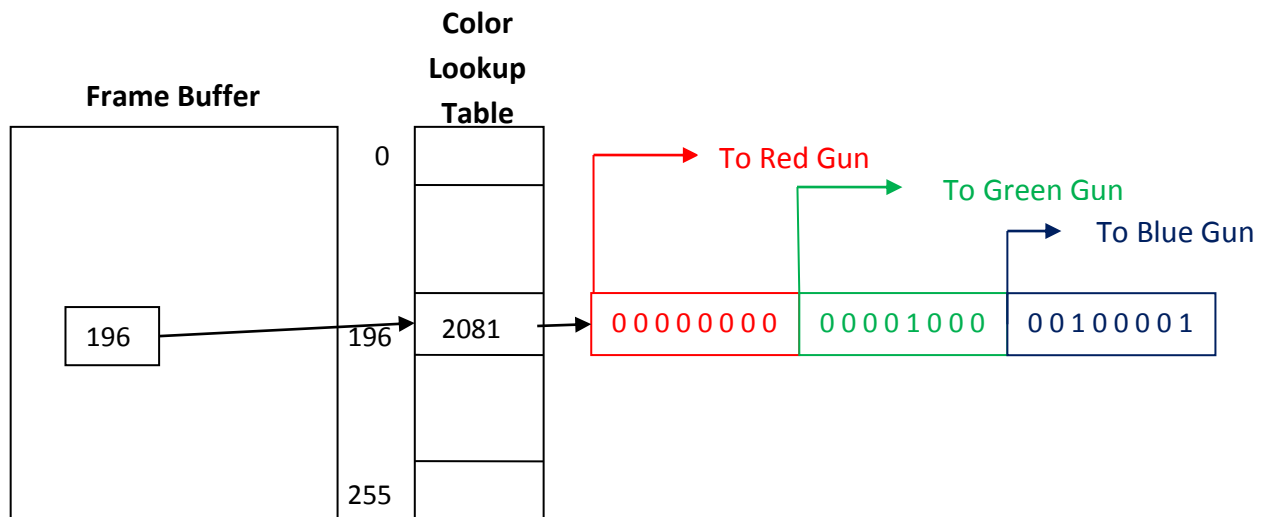 Color
Lookup
Table
Frame Buffer
0
To Red Gun
To Green Gun
To Blue Gun
196
196
2081
0 0 0 0 0 0 0 0
0 0 0 0 1 0 0 0
0 0 1 0 0 0 0 1
255